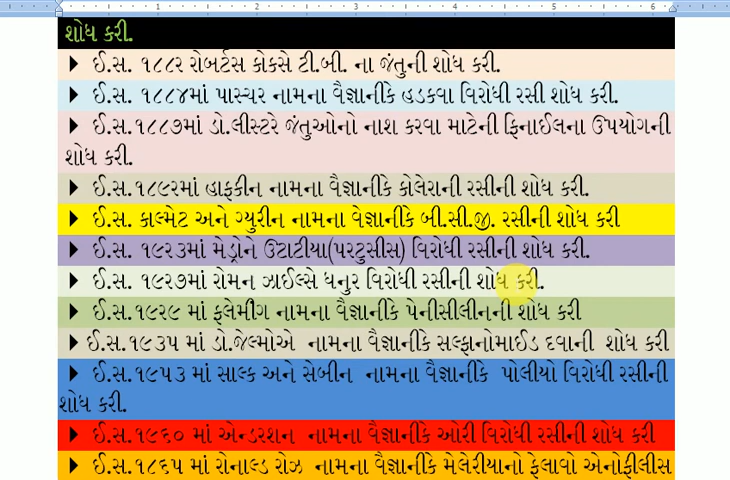 શોધ કરી.
ઈ.સ. ૧૮૮૨ રોબર્ટસ કોકસે ટી.બી. ના જંતુની શોધ કરી.
ઈ.સ. ૧૮૮૪માં પાસ્ચર નામના વૈજ્ઞાનીકે હડકવા વિરોધી રસી શોધ કરી.
ઈ.સ.૧૮૮૭માં ડો.લીસ્ટરે જંતુઓનો નાશ કરવા માટેની ફિનાઈલના ઉપયોગની
શોધ કરી.
ઈ.સ.૧૮૯૨માં હાફકીન નામના વૈજ્ઞાનીકે કોલેરાની રસીની શોધ કરી.
ઈ.સ. કાલ્મેટ અને ગ્યુરીન નામના વેજ્ઞાનીકે બી.સી.જી. રસીની શોધ કરી
ઈ.સ. ૧૯૨૩માં મેડ્રોને ઉટાટીયા(પરટુસીસ) વિરોધી રસીની શોધ કરી.
ઈ.સ. ૧૯૨૭માં રોમન ઝાઈલ્સે ધનુર વિરોધી રસીની શોધ કરી.
ઈ.સ.૧૯૨૯ માં ફલેમીંગ નામના વૈજ્ઞાનીકે પેનીસીલીનની શોધ કરી
ઈ.સ.૧૯૩૫ માં ડો.જેલ્મોએ નામના વૈજ્ઞાનીકે સલ્ફાનોમાઈડ દવાની શોધ કરી
ઈ.સ.૧૯૫૩ માં સાલ્ક અને સેબીન નામના વૈજ્ઞાનીકે પોલીયો વિરોધી રસીની
શોધ કરી.
ઈ.સ.૧૯૬૦ માં એન્ડરશન નામના વૈજ્ઞાનીકે ઓરી વિરોધી રસીની શોધ કરી
ઈ.સ.૧૮૬૫ માં રોનાલ્ડ રોઝ નામના વૈજ્ઞાનીકે મેલેરીયાનો ફેલાવો એનોફીલીસ